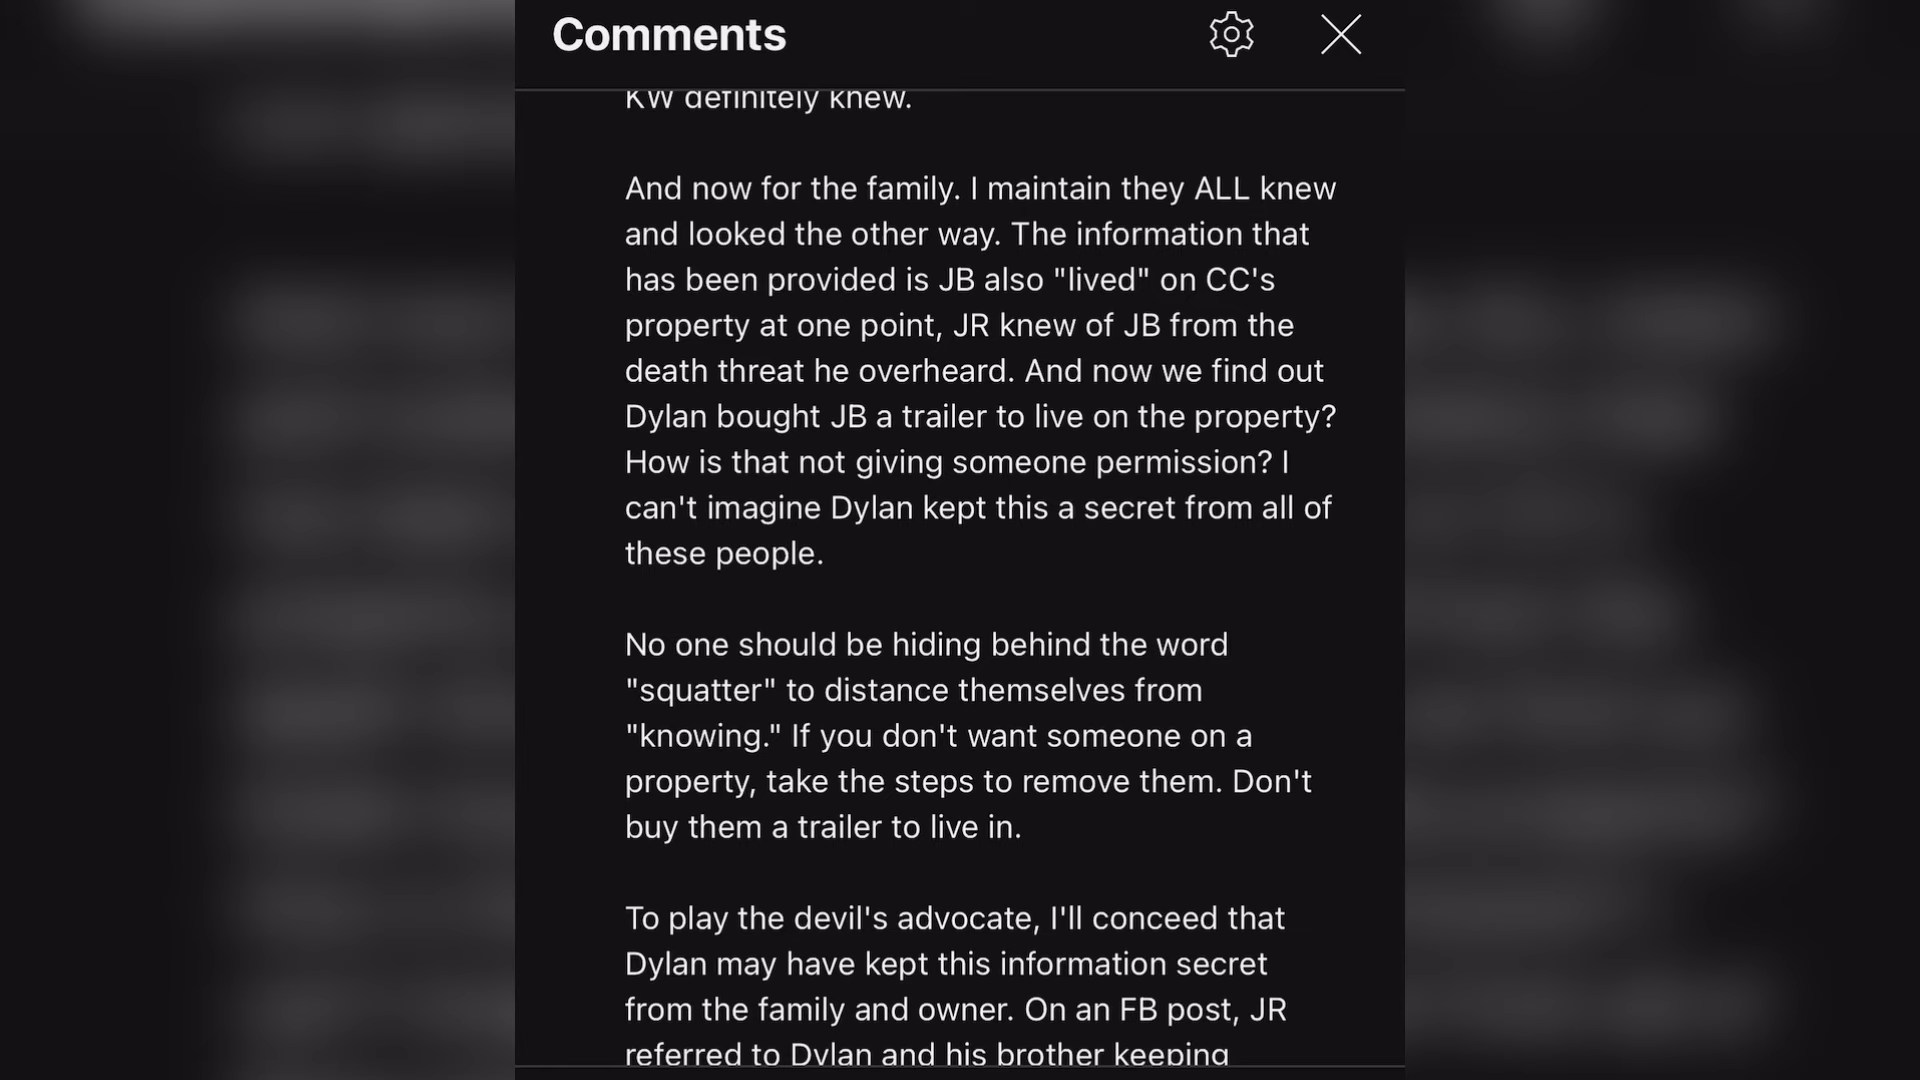 Comments
KW definitely knew.
And now for the family. I maintain they ALL knew
and looked the other way. The information that
has been provided is JB also "lived" on CC's
property at one point, JR knew of JB from the
death threat he overheard. And now we find out
Dylan bought JB a trailer to live on the property?
How is that not giving someone permission? I
can't imagine Dylan kept this a secret from all of
these people.
No one should be hiding behind the word
"squatter" to distance themselves from
"knowing." If you don't want someone on a
property, take the steps to remove them. Don't
buy them a trailer to live in.
To play the devil's advocate, I'll conceed that
Dylan may have kept this information secret
from the family and owner. On an FB post, JR
referred to Dylan and his brother keeping